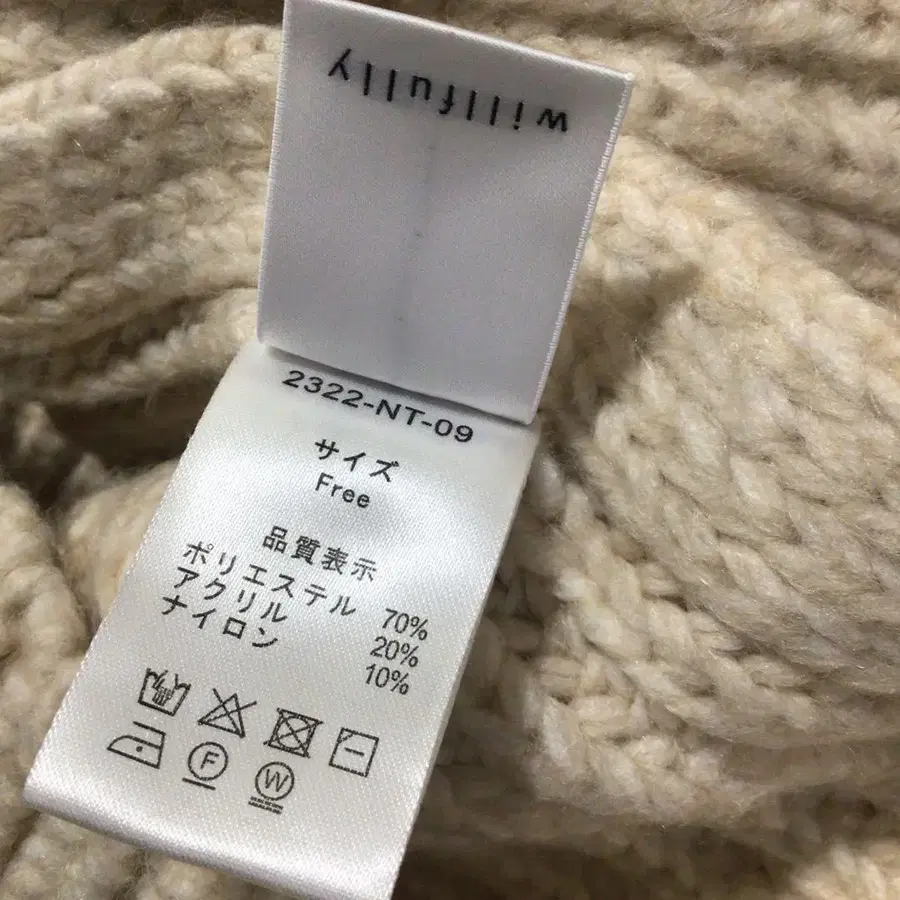 willfully
2322-NT-09
サイズ
Free
品質表示
ポリエステル 70%
アクリル 20%
ナイロン 10%
F
W